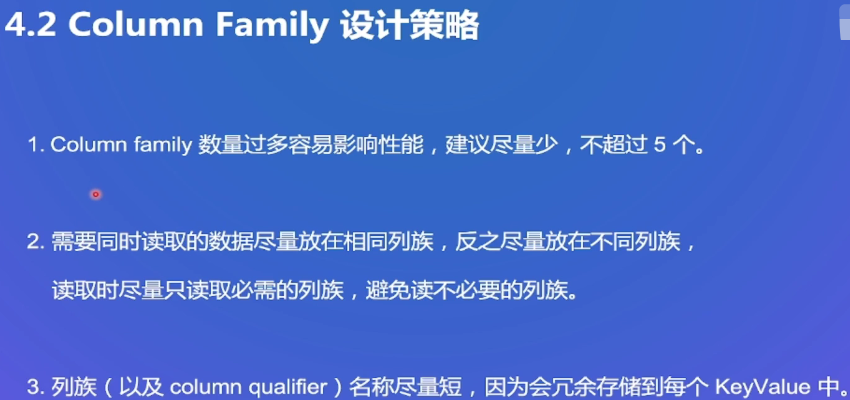 4.2 Column Family 设计策略
1. Column family 数量过多容易影响性能，建议尽量少，不超过 5 个。
2. 需要同时读取的数据尽量放在相同列族，反之尽量放在不同列族，
读取时尽量只读取必需的列族，避免读不必要的列族。
3. 列族（以及 column qualifier）名称尽量短，因为会冗余存储到每个 KeyValue 中。